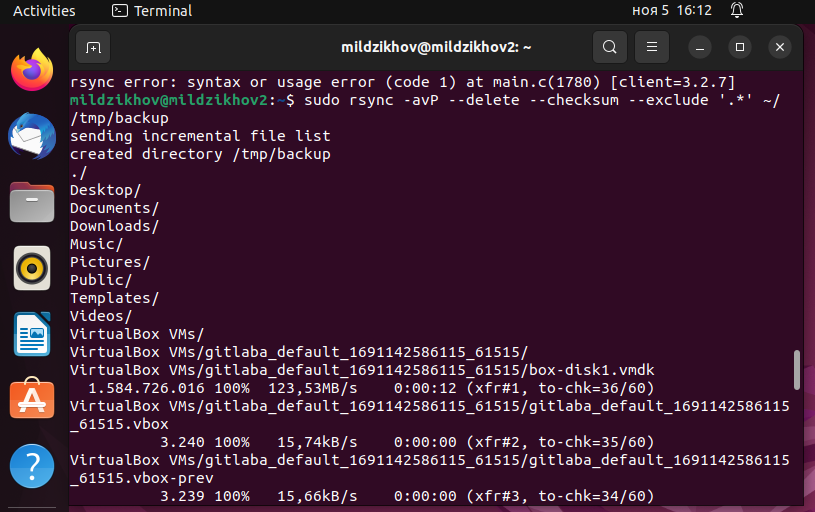 Activities
Terminal
ноя 5 16:12
mildzikhov@mildzikhov2: ~
rsync error: syntax or usage error (code 1) at main.c(1780) [client=3.2.7]
mildzikhov@mildzikhov2:~$ sudo rsync -avP --delete --checksum --exclude '.*' ~/
/tmp/backup
sending incremental file list
created directory /tmp/backup
./
Desktop/
Documents/
Downloads/
Music/
Pictures/
Public/
Templates/
Videos/
VirtualBox VMs/
VirtualBox VMs/gitlaba_default_1691142586115_61515/
VirtualBox VMs/gitlaba_default_1691142586115_61515/box-disk1.vmdk
1.584.726.016 100% 123,53MB/s 0:00:12 (xfr#1, to-chk=36/60)
VirtualBox VMs/gitlaba_default_1691142586115_61515/gitlaba_default_1691142586115
_61515.vbox
3.240 100% 15,74kB/s 0:00:00 (xfr#2, to-chk=35/60)
VirtualBox VMs/gitlaba_default_1691142586115_61515/gitlaba_default_1691142586115
_61515.vbox-prev
3.239 100% 15,66kB/s 0:00:00 (xfr#3, to-chk=34/60)